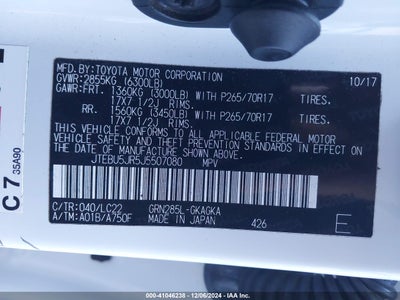 MFD.BY:TOYOTA MOTOR CORPORATION 10/17
GVWR:2855KG (6300LB)
GAWR:FRT. 1360KG (3000LB) WITH P265/70R17 TIRES.
17X7 1/2J RIMS.
RR. 1560KG (3450LB) WITH P265/70R17 TIRES.
17X7 1/2J RIMS.
THIS VEHICLE CONFORMS TO ALL APPLICABLE FEDERAL MOTOR
VEHICLE SAFETY AND THEFT PREVENTION STANDARDS IN
EFFECT ON THE DATE OF MANUFACTURE SHOWN ABOVE.
JTEBU5JR5J5507080 MPV
C/TR:040/LC22 GRN285L-GKAGKA
A/TM:A01B/A750F MADE IN JAPAN 426
E
C 7 35A90
STOCK #: 41046238 - 12/06/2024 - © IAA, LLC